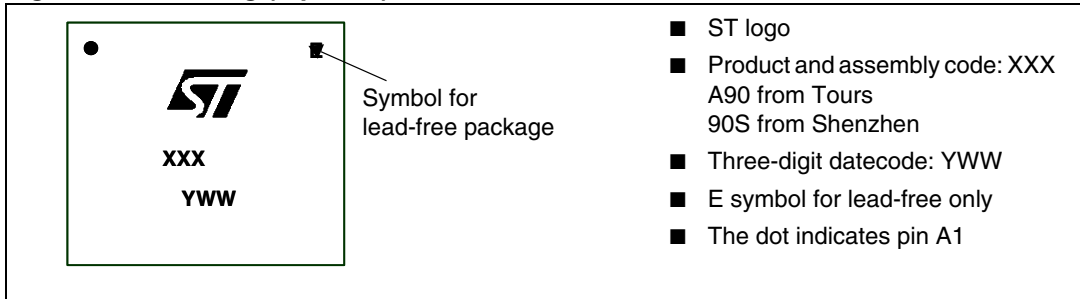 ST
XXX
YWW
Symbol for
lead-free package
■ ST logo
■ Product and assembly code: XXX
A90 from Tours
90S from Shenzhen
■ Three-digit datecode: YWW
■ E symbol for lead-free only
■ The dot indicates pin A1